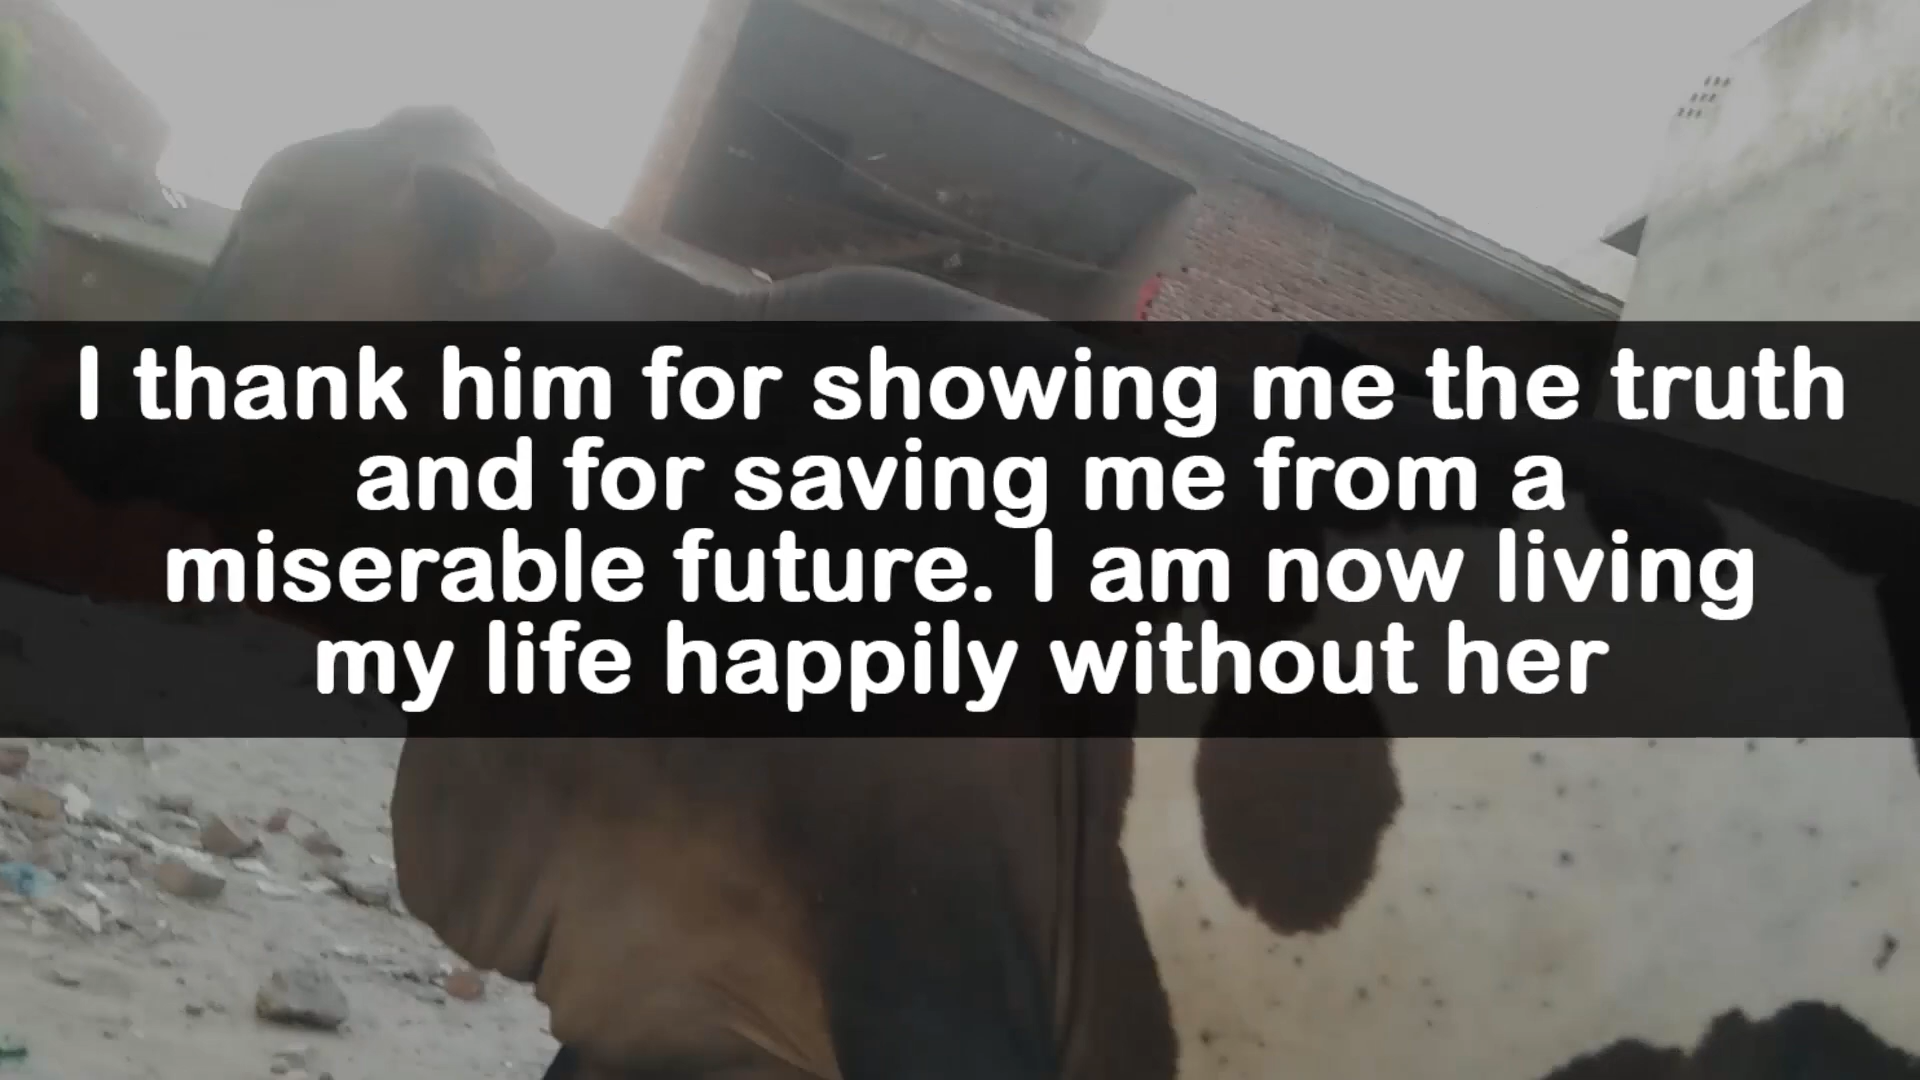 I thank him for showing me the truth
and for saving me from a
miserable future. I am now living
my life happily without her